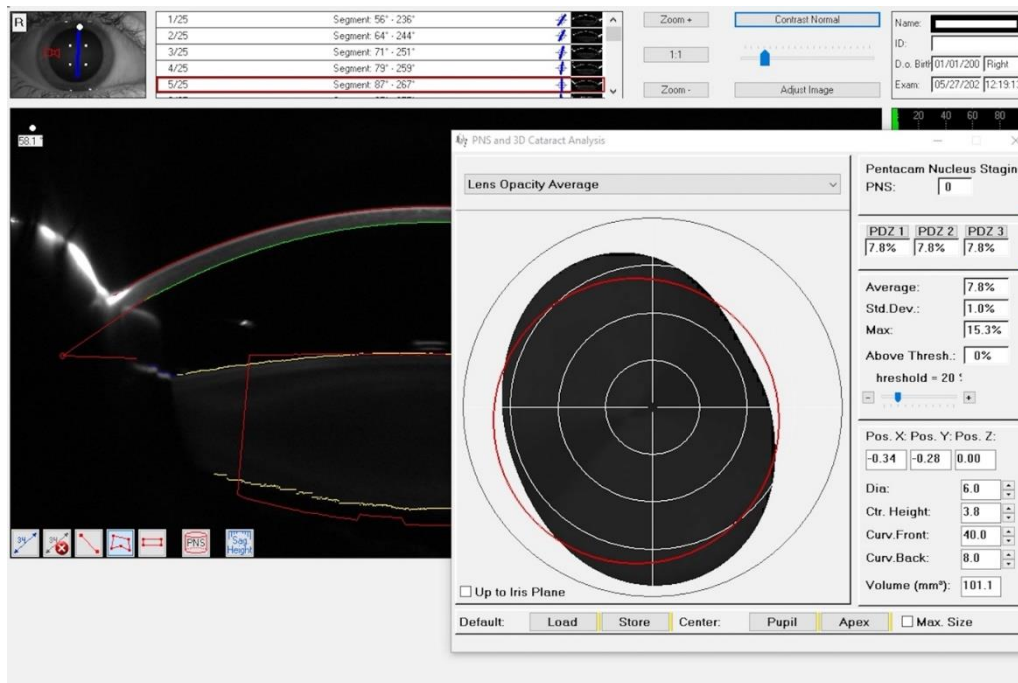 R
1/25 Segment: 56° - 236°
2/25 Segment: 64° - 244°
3/25 Segment: 71° - 251°
4/25 Segment: 79° - 259°
5/25 Segment: 87° - 267°
Zoom +
1:1
Zoom -
Contrast Normal
Adjust Image
Name:
ID:
D.o. Birth 01/01/200 Right
Exam: 05/27/202 12:19:1
20 40 60 80
58.1°
PNS and 3D Cataract Analysis
Lens Opacity Average
Pentacam Nucleus Stagin
PNS: 0
PDZ 1 PDZ 2 PDZ 3
7.8% 7.8% 7.8%
Average: 7.8%
Std.Dev.: 1.0%
Max: 15.3%
Above Thresh.: 0%
hreshold = 20
- +
Pos. X: Pos. Y: Pos. Z:
-0.34 -0.28 0.00
Dia: 6.0
Ctr. Height: 3.8
Curv.Front: 40.0
Curv.Back: 8.0
Volume (mm³): 101.1
34 34 PNS Sag Height
Up to Iris Plane
Default: Load Store Center: Pupil Apex Max. Size